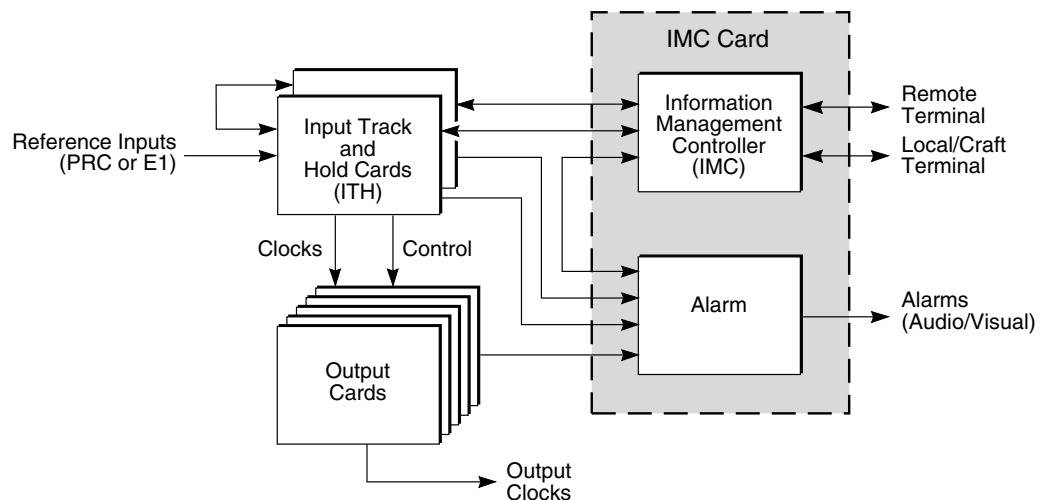 IMC Card
Input Track
and
Hold Cards
(ITH)
Information
Management
Controller
(IMC)
Remote
Terminal
Local/Craft
Terminal
Reference Inputs
(PRC or E1)
Clocks
Control
Alarm
Alarms
(Audio/Visual)
Output
Cards
Output
Clocks